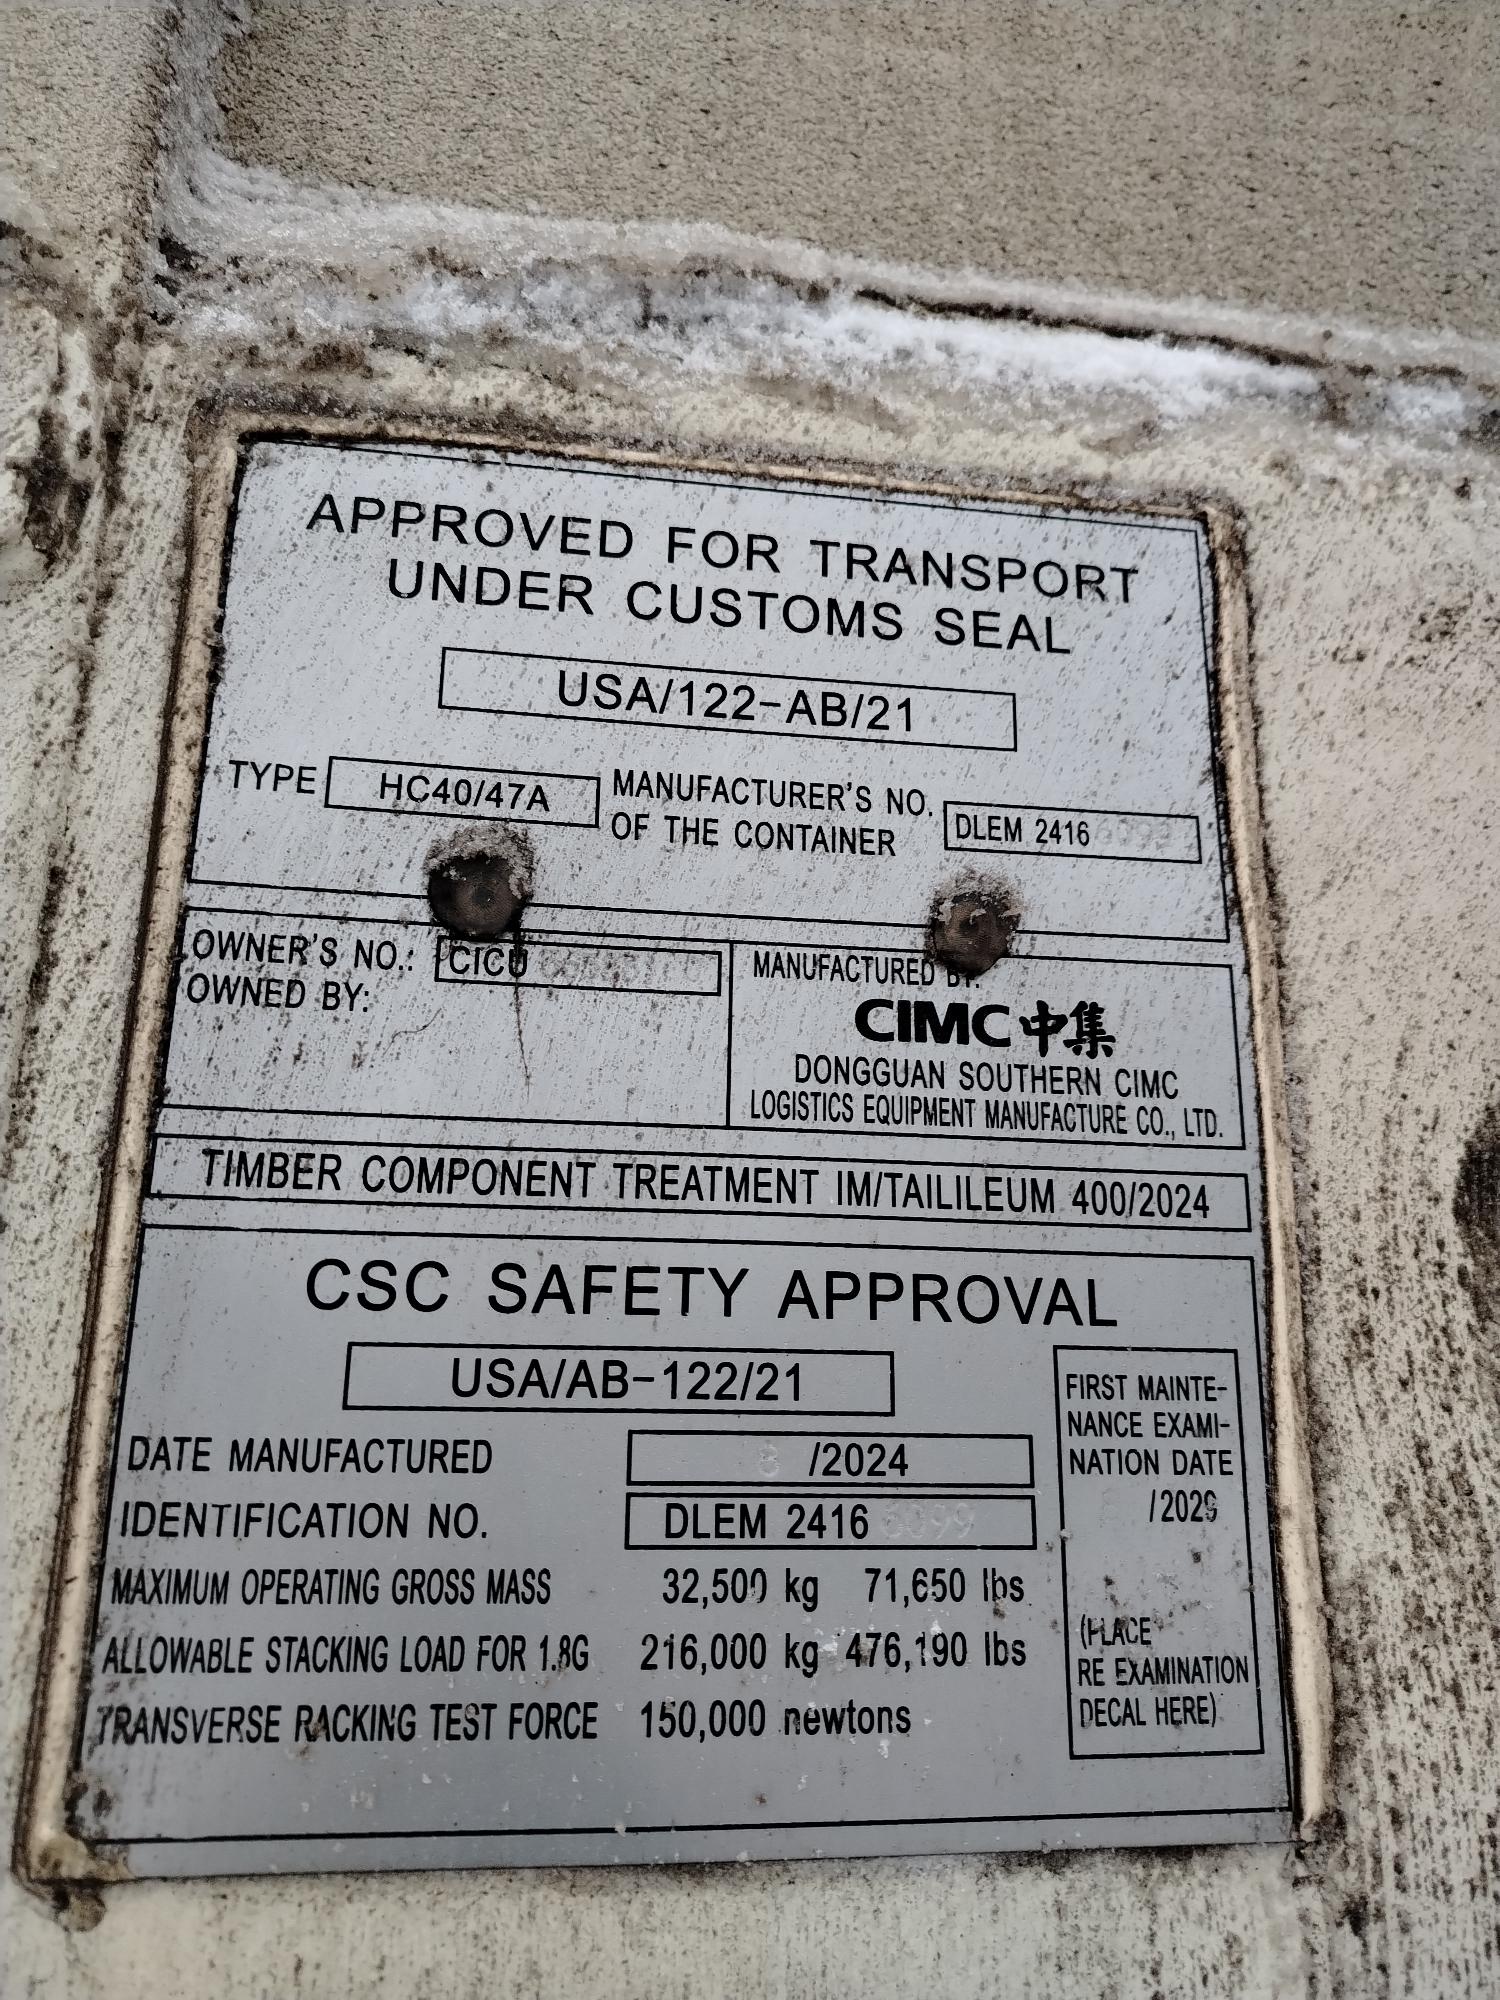 APPROVED FOR TRANSPORT
UNDER CUSTOMS SEAL
USA/122-AB/21
TYPE HC40/47A MANUFACTURER'S NO. OF THE CONTAINER DLEM 2416
OWNER'S NO.: CICU
OWNED BY:
MANUFACTURED BY:
CIMC 中集
DONGGUAN SOUTHERN CIMC
LOGISTICS EQUIPMENT MANUFACTURE CO., LTD.
TIMBER COMPONENT TREATMENT IM/TAILILEUM 400/2024
CSC SAFETY APPROVAL
USA/AB-122/21
DATE MANUFACTURED 8 /2024
IDENTIFICATION NO. DLEM 2416 6099
MAXIMUM OPERATING GROSS MASS 32,500 kg 71,650 lbs
ALLOWABLE STACKING LOAD FOR 1.8G 216,000 kg 476,190 lbs
TRANSVERSE RACKING TEST FORCE 150,000 newtons
FIRST MAINTE-
NANCE EXAMI-
NATION DATE
/2029
(PLACE
RE EXAMINATION
DECAL HERE)